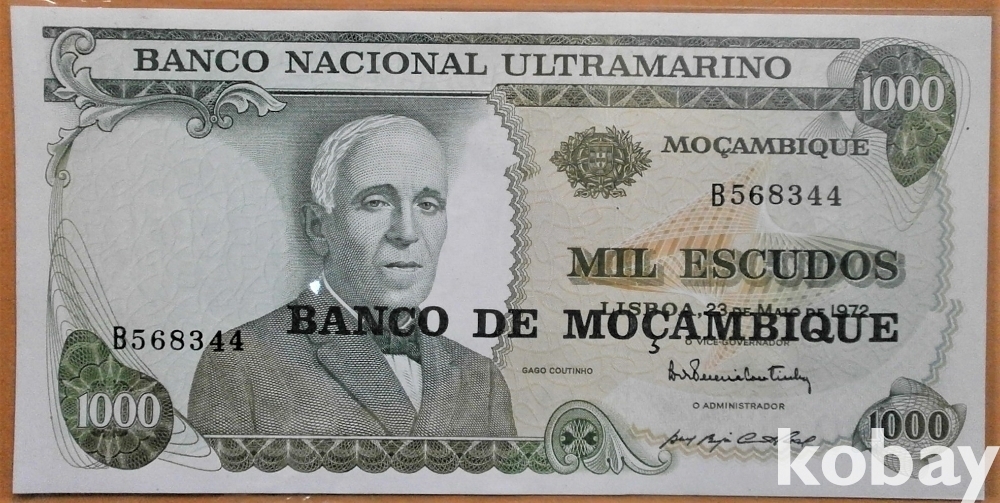 BANCO NACIONAL ULTRAMARINO
1000
MOÇAMBIQUE
B568344
MIL ESCUDOS
LISBOA, 23 DE MAIO DE 1972
BANCO DE MOÇAMBIQUE
B568344
O VICE-GOVERNADOR
GAGO COUTINHO
O ADMINISTRADOR
1000
1000
kobay